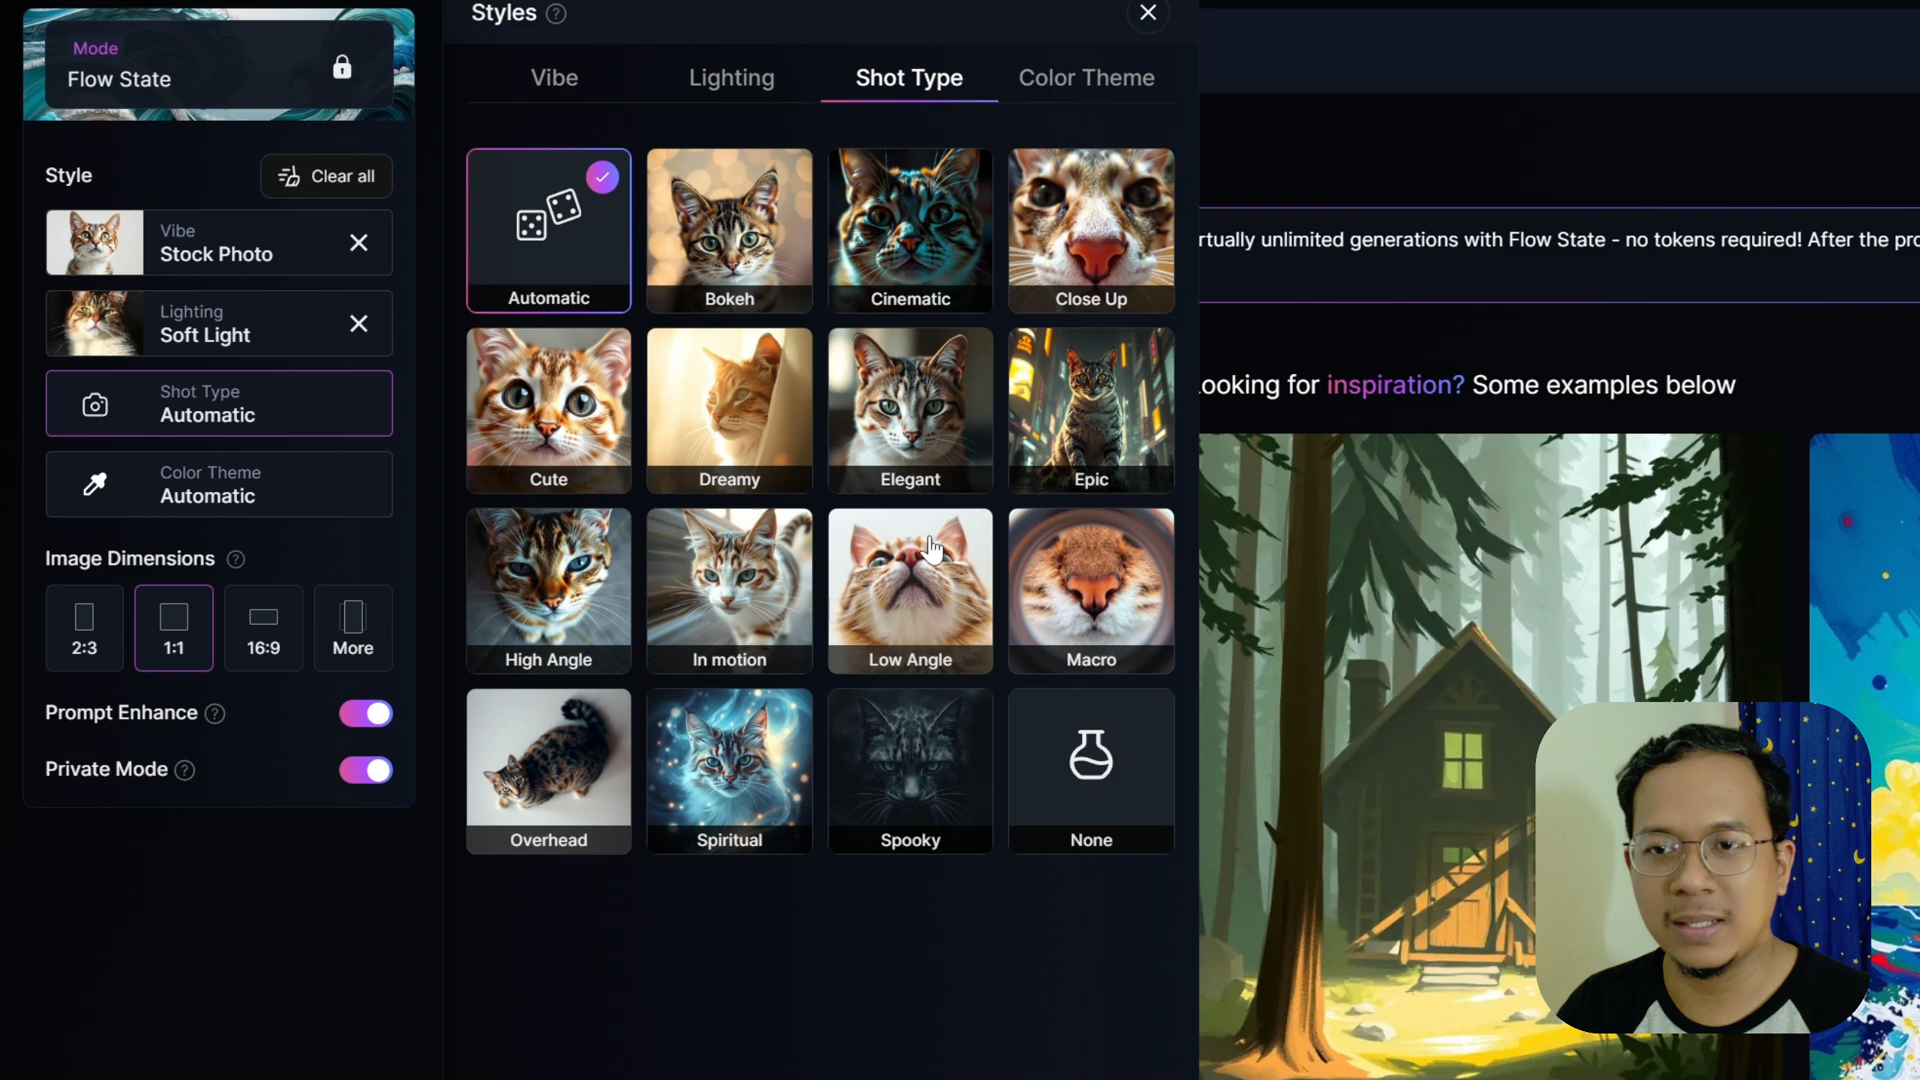 Mode
Flow State
Style
Clear all
Vibe
Stock Photo
Lighting
Soft Light
Shot Type
Automatic
Color Theme
Automatic
Image Dimensions ?
2:3
1:1
16:9
More
Prompt Enhance ?
Private Mode ?
Styles ?
Vibe
Lighting
Shot Type
Color Theme
Automatic
Bokeh
Cinematic
Close Up
Cute
Dreamy
Elegant
Epic
High Angle
In motion
Low Angle
Macro
Overhead
Spiritual
Spooky
None
unlimited generations with Flow State - no tokens required! After the
for inspiration? Some examples below